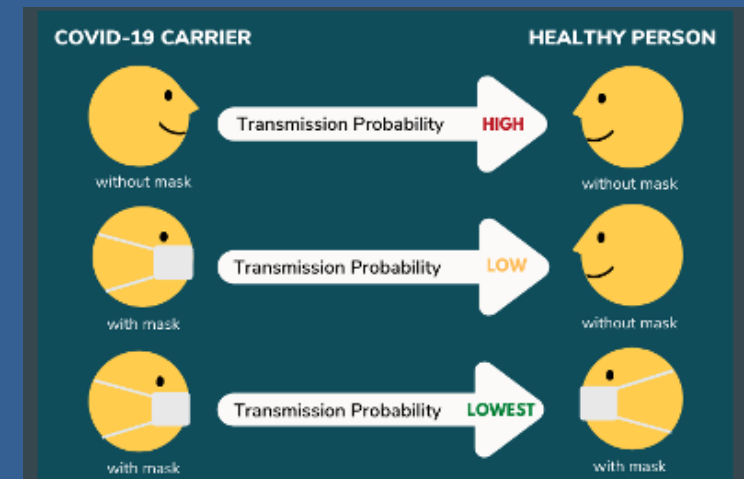 COVID-19 CARRIER HEALTHY PERSON
Transmission Probability HIGH
without mask without mask
Transmission Probability LOW
with mask without mask
Transmission Probability LOWEST
with mask with mask